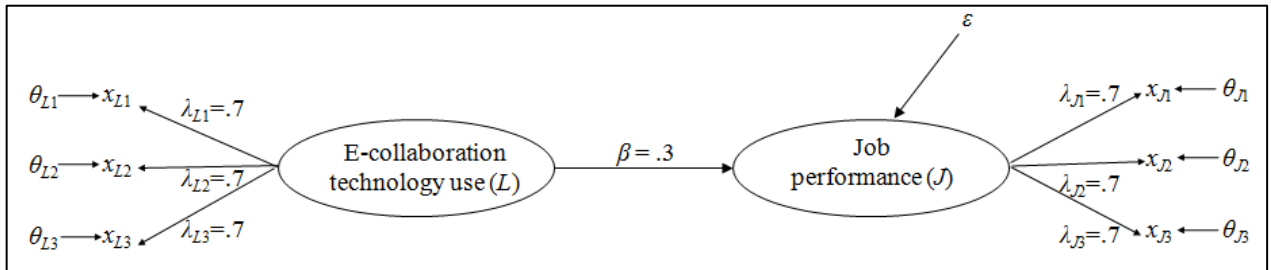 ε
θL1 xL1 λL1=.7
θL2 xL2 λL2=.7
θL3 xL3 λL3=.7
E-collaboration
technology use (L)
β = .3
Job
performance (J)
λJ1=.7 xJ1 θJ1
λJ2=.7 xJ2 θJ2
λJ3=.7 xJ3 θJ3